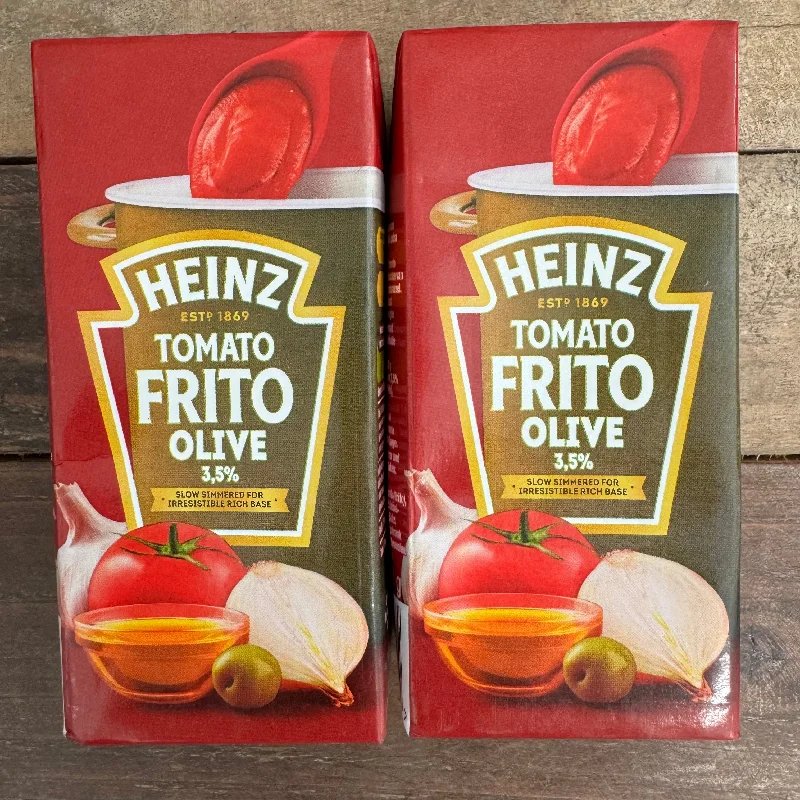 HEINZ
ESTD 1869
TOMATO
FRITO
OLIVE
3,5%
SLOW SIMMERED FOR
IRRESISTIBLE RICH BASE
HEINZ
ESTD 1869
TOMATO
FRITO
OLIVE
3,5%
SLOW SIMMERED FOR
IRRESISTIBLE RICH BASE